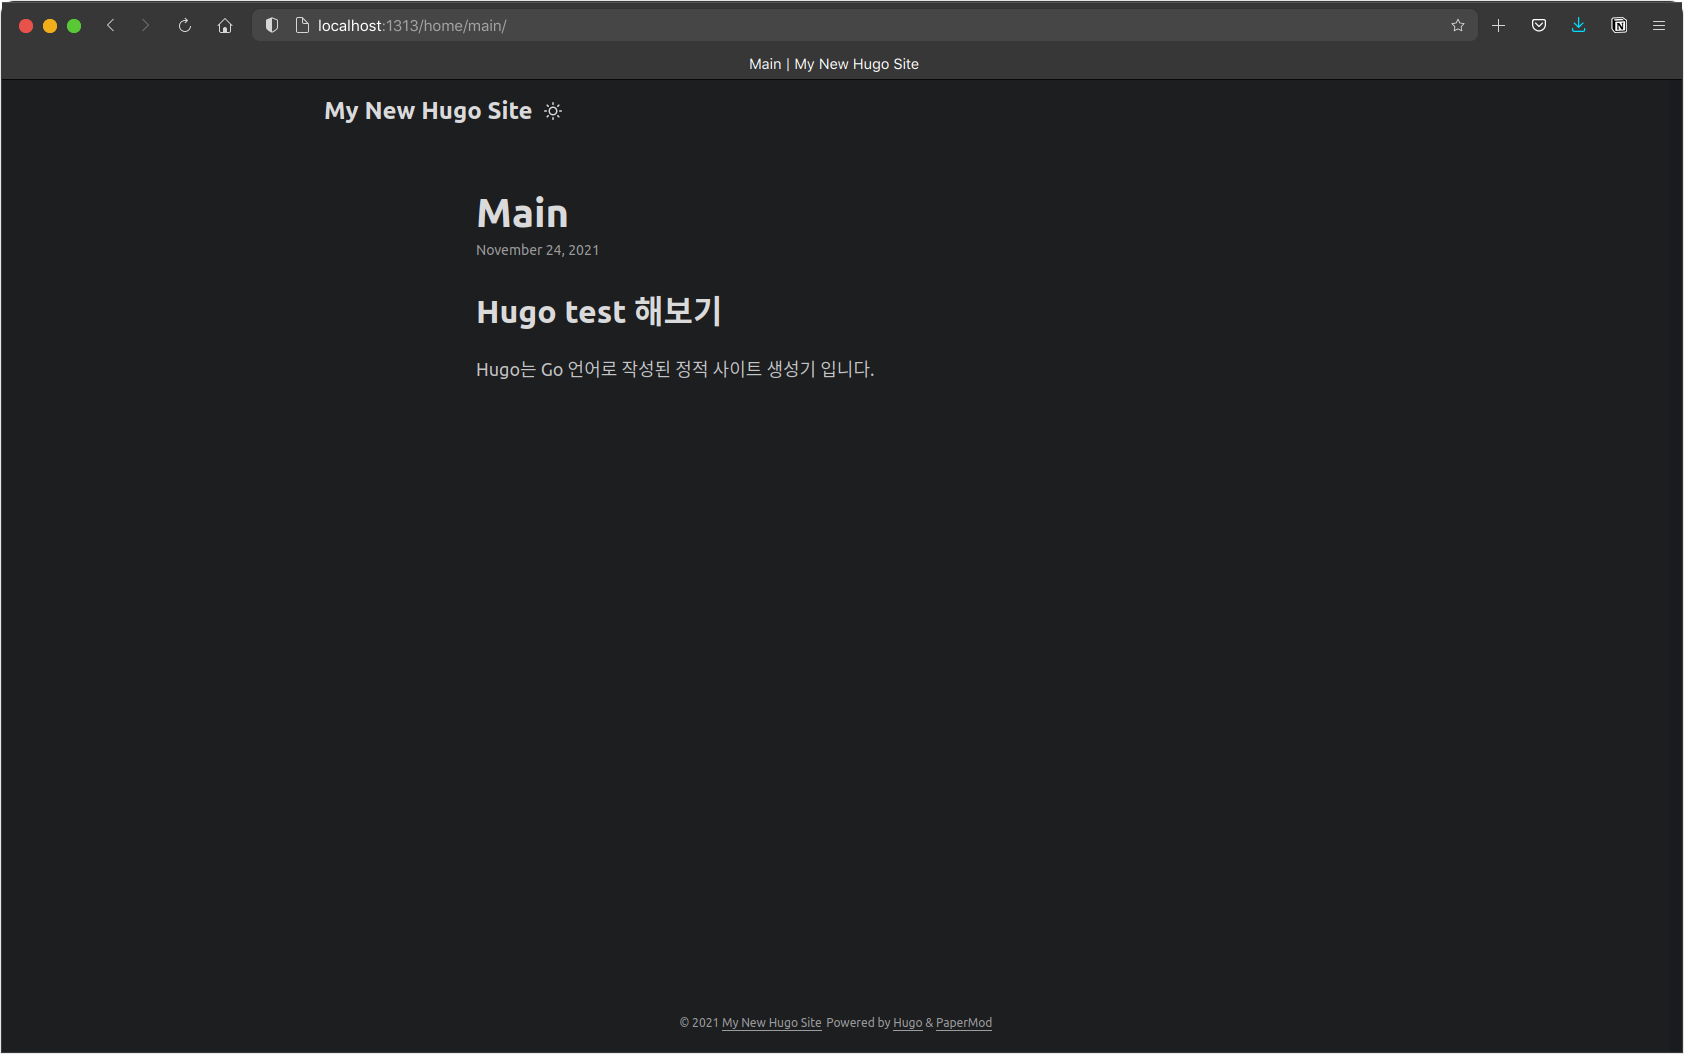 localhost:1313/home/main/
Main | My New Hugo Site
My New Hugo Site
Main
November 24, 2021
Hugo test 해보기
Hugo는 Go 언어로 작성된 정적 사이트 생성기 입니다.
© 2021 My New Hugo Site Powered by Hugo & PaperMod